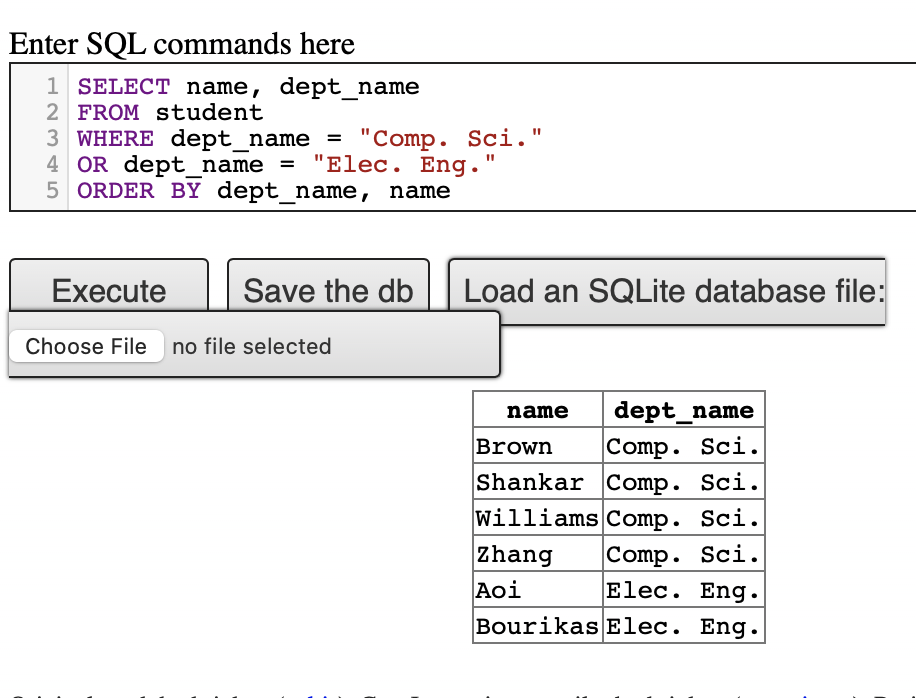 Enter SQL commands here
1 SELECT name, dept_name
2 FROM student
3 WHERE dept_name = "Comp. Sci."
4 OR dept_name = "Elec. Eng."
5 ORDER BY dept_name, name
Execute Save the db Load an SQLite database file:
Choose File no file selected
name dept_name
Brown Comp. Sci.
Shankar Comp. Sci.
Williams Comp. Sci.
Zhang Comp. Sci.
Aoi Elec. Eng.
Bourikas Elec. Eng.